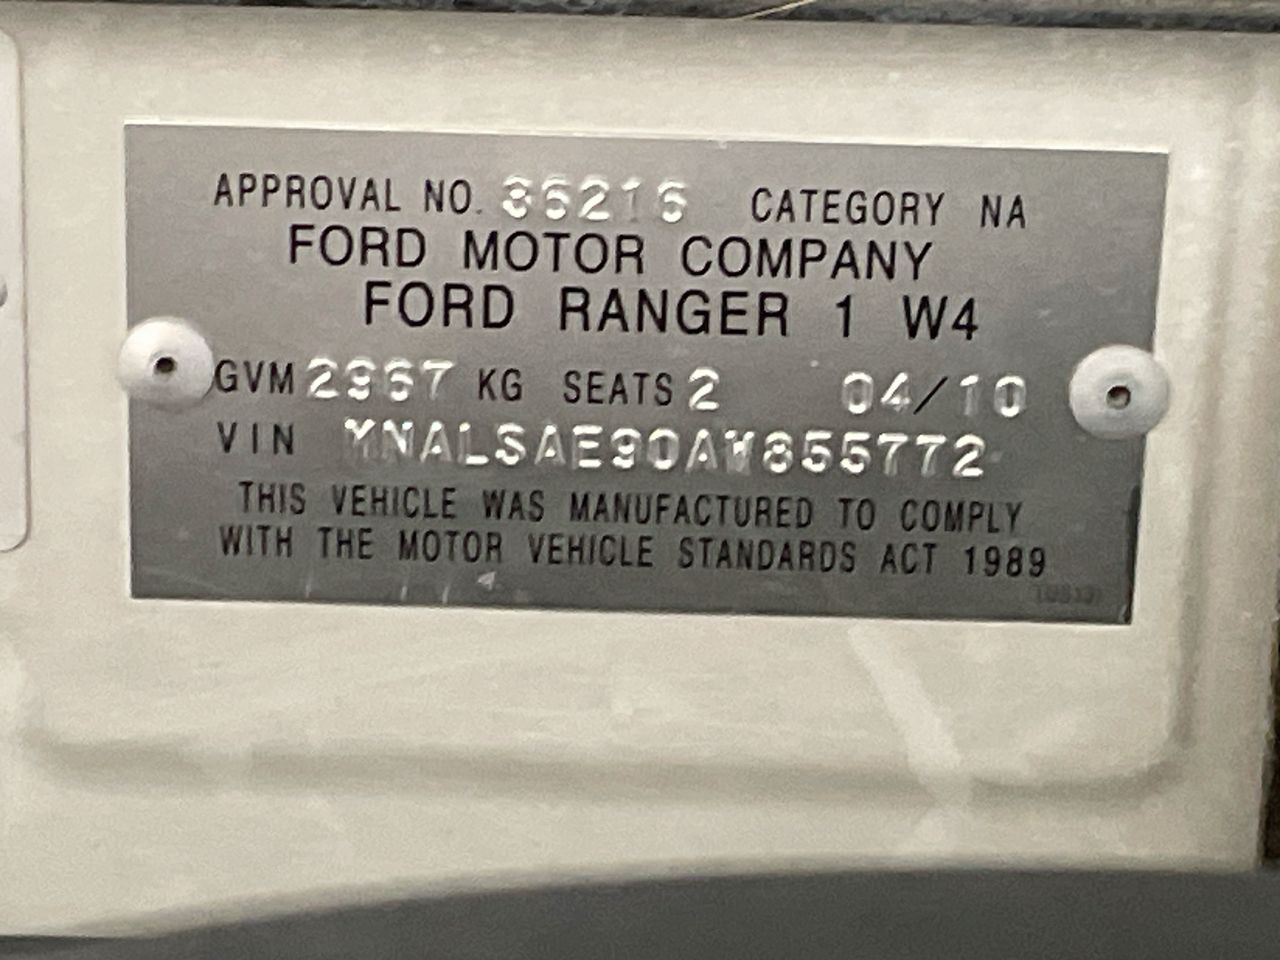 APPROVAL NO. 36216 CATEGORY NA
FORD MOTOR COMPANY
FORD RANGER 1 W4
GVM 2967 KG SEATS 2 04/10
VIN MNALSAE90AW855772
THIS VEHICLE WAS MANUFACTURED TO COMPLY
WITH THE MOTOR VEHICLE STANDARDS ACT 1989